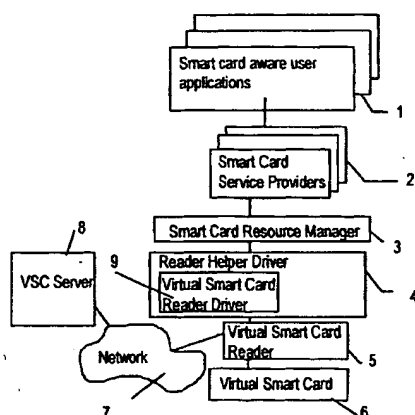 Smart card aware user
applications
1
Smart Card
Service Providers
2
8
Smart Card Resource Manager
3
9
Reader Helper Driver
VSC Server
Virtual Smart Card
Reader Driver
4
Virtual Smart Card
Reader
5
Network
Virtual Smart Card
7
6